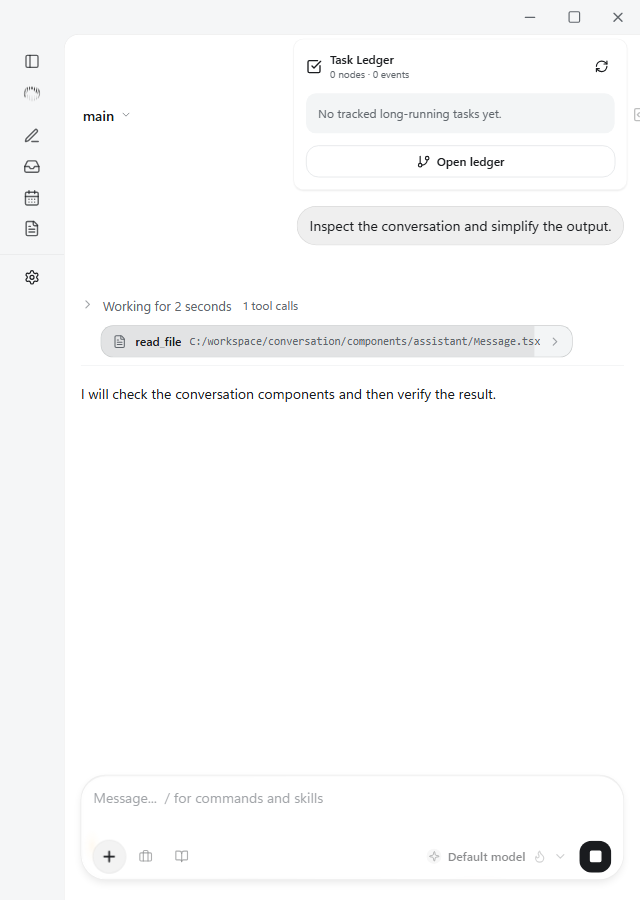 Task Ledger
0 nodes · 0 events
main
No tracked long-running tasks yet.
Open ledger
Inspect the conversation and simplify the output.
Working for 2 seconds 1 tool calls
read_file C:/workspace/conversation/components/assistant/Message.tsx
I will check the conversation components and then verify the result.
Message... / for commands and skills
Default model